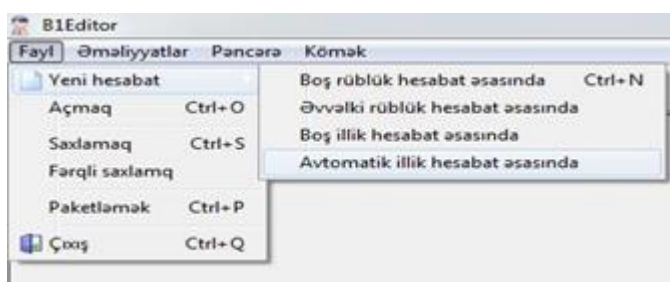 B1Editor
Fayl Əməliyyatlar Pəncərə Kömək
Yeni hesabat
Açmaq Ctrl+O
Saxlamaq Ctrl+S
Fərqli saxlamq
Paketləmək Ctrl+P
Çıxış Ctrl+Q
Boş rüblük hesabat əsasında Ctrl+N
Əvvəlki rüblük hesabat əsasında
Boş illik hesabat əsasında
Avtomatik illik hesabat əsasında